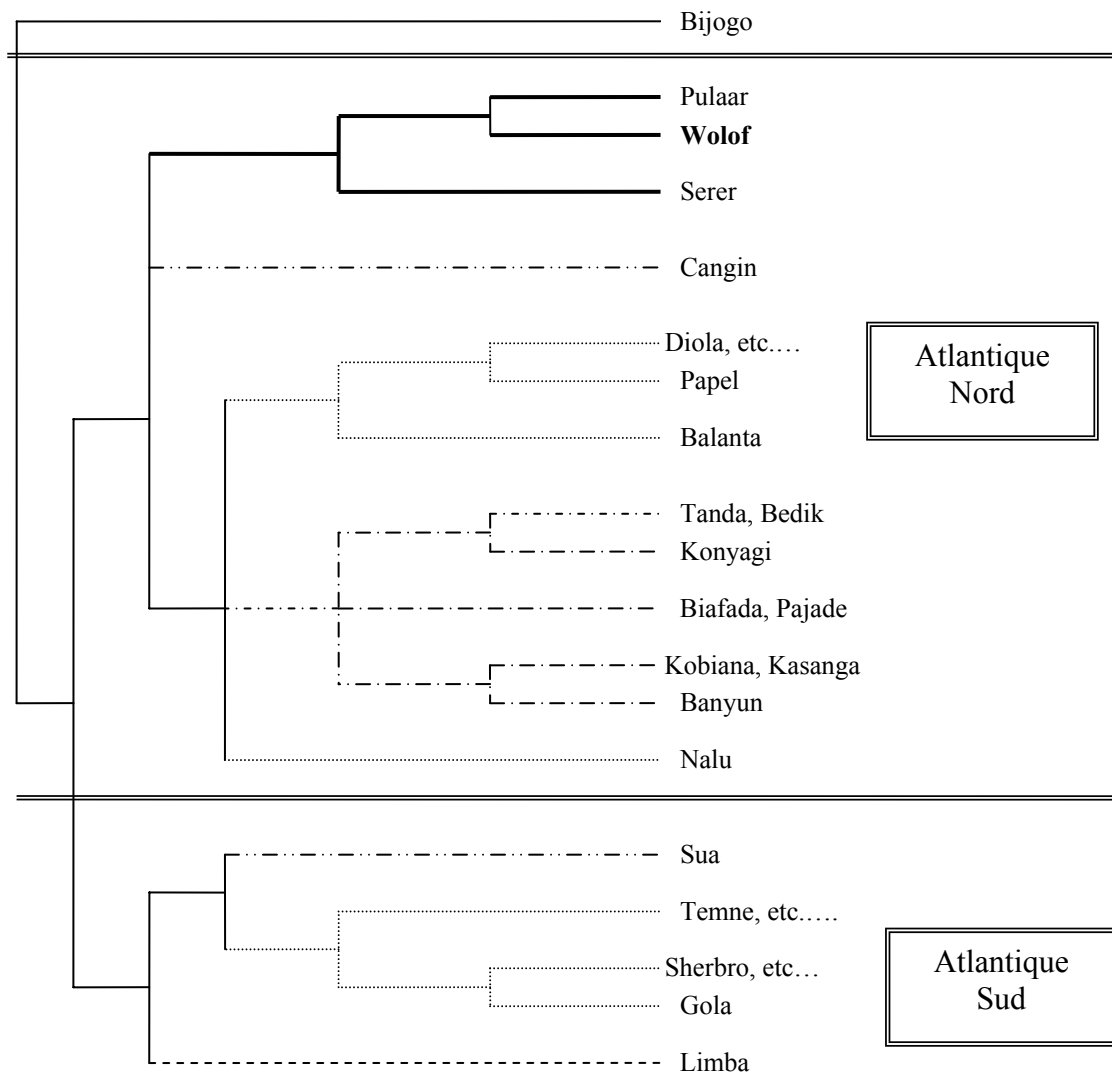 Bijogo
Pulaar
Wolof
Serer
Cangin
Diola, etc.…
Papel
Balanta
Atlantique
Nord
Tanda, Bedik
Konyagi
Biafada, Pajade
Kobiana, Kasanga
Banyun
Nalu
Sua
Temne, etc.….
Sherbro, etc…
Gola
Atlantique
Sud
Limba